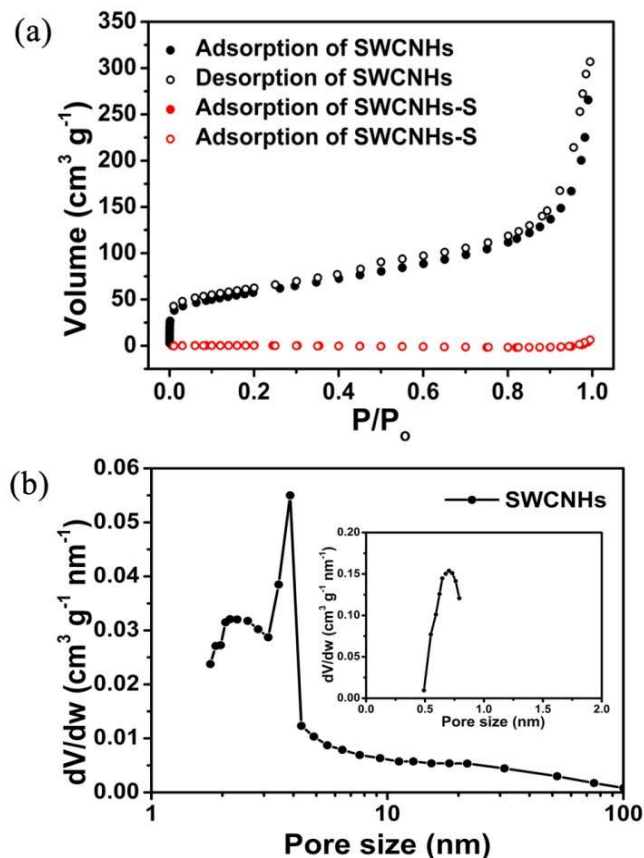 (a)
350
300
250
200
150
100
50
0
Volume (cm³ g⁻¹)
Adsorption of SWCNHs
Desorption of SWCNHs
Adsorption of SWCNHs-S
Adsorption of SWCNHs-S
0.0 0.2 0.4 0.6 0.8 1.0
P/Pₒ
(b)
0.06
0.05
0.04
0.03
0.02
0.01
0.00
dV/dw (cm³ g⁻¹ nm⁻¹)
SWCNHs
0.20
0.15
0.10
0.05
0.00
dV/dw (cm³ g⁻¹ nm⁻¹)
0.0 0.5 1.0 1.5 2.0
Pore size (nm)
1 10 100
Pore size (nm)